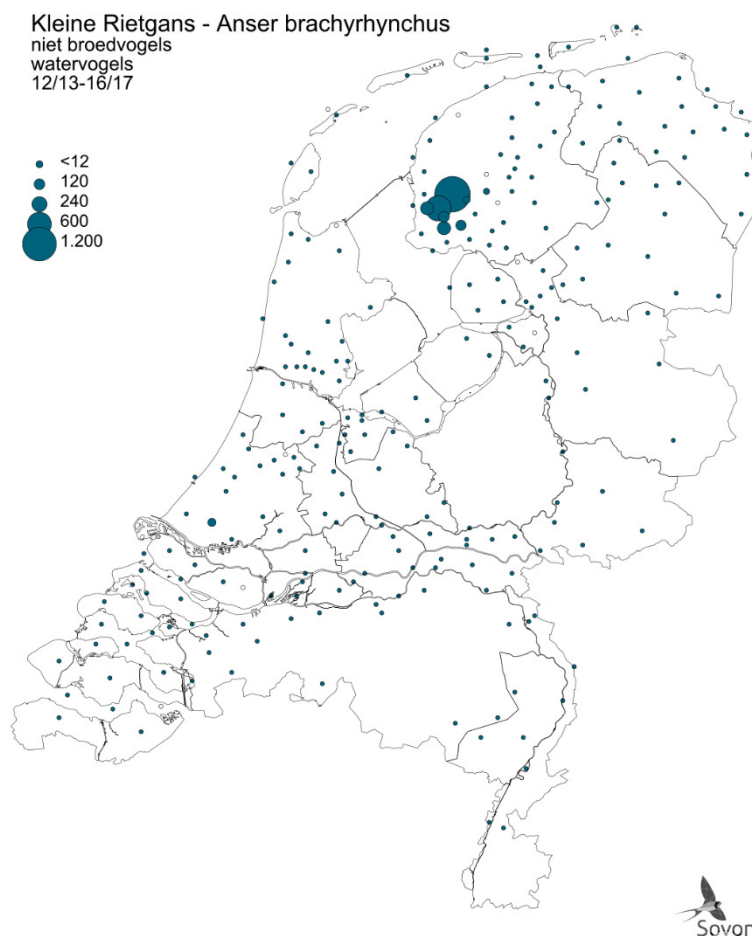 Kleine Rietgans - Anser brachyrhynchus
niet broedvogels
watervogels
12/13-16/17
<12
120
240
600
1.200
Sovon